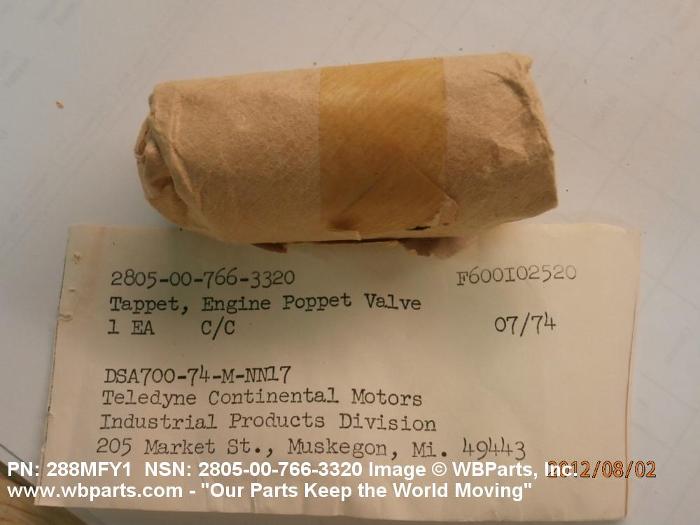 2805-00-766-3320 F600I02520
Tappet, Engine Poppet Valve
1 EA C/C 07/74
DSA700-74-M-NN17
Teledyne Continental Motors
Industrial Products Division
205 Market St., Muskegon, Mi. 49443
PN: 288MFY1 NSN: 2805-00-766-3320 Image © WBParts, Inc. 2012/08/02
www.wbparts.com - "Our Parts Keep the World Moving"